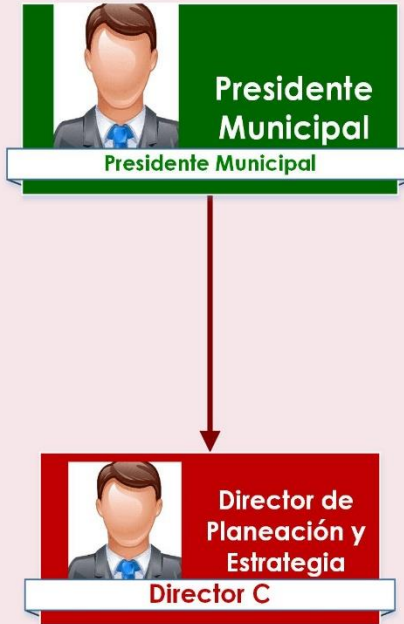 Presidente
Municipal
Presidente Municipal
Director de
Planeación y
Estrategia
Director C